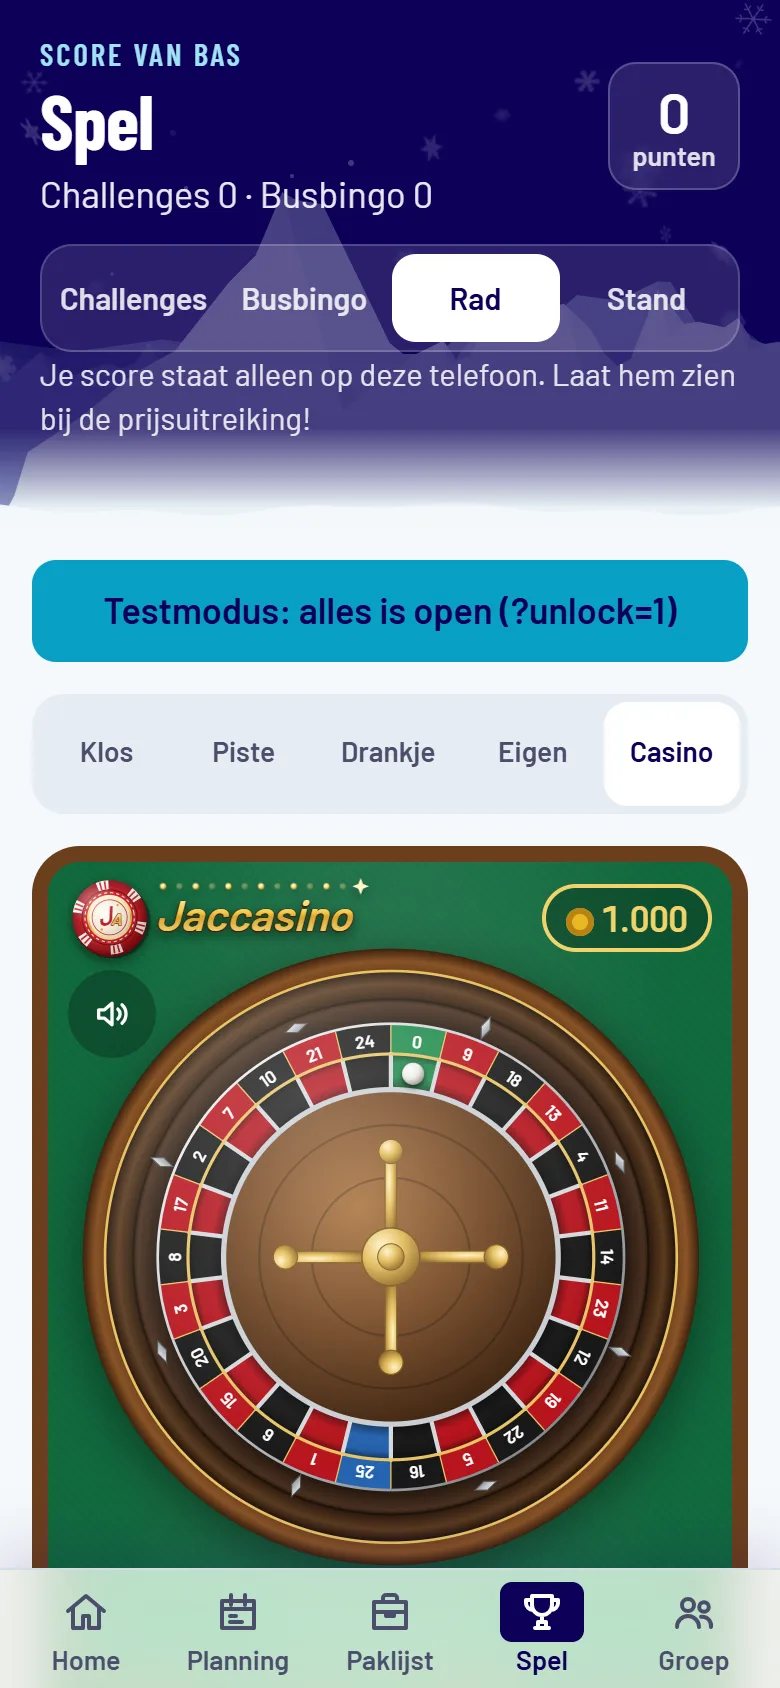 SCORE VAN BAS
Spel
Challenges 0 · Busbingo 0
0
punten
Challenges Busbingo Rad Stand
Je score staat alleen op deze telefoon. Laat hem zien
bij de prijsuitreiking!
Testmodus: alles is open (?unlock=1)
Klos Piste Drankje Eigen Casino
JA
Jaccasino
1.000
0
9
18
13
4
11
14
23
12
19
22
5
16
25
1
6
15
20
3
8
17
2
7
10
21
24
Home Planning Paklijst Spel Groep